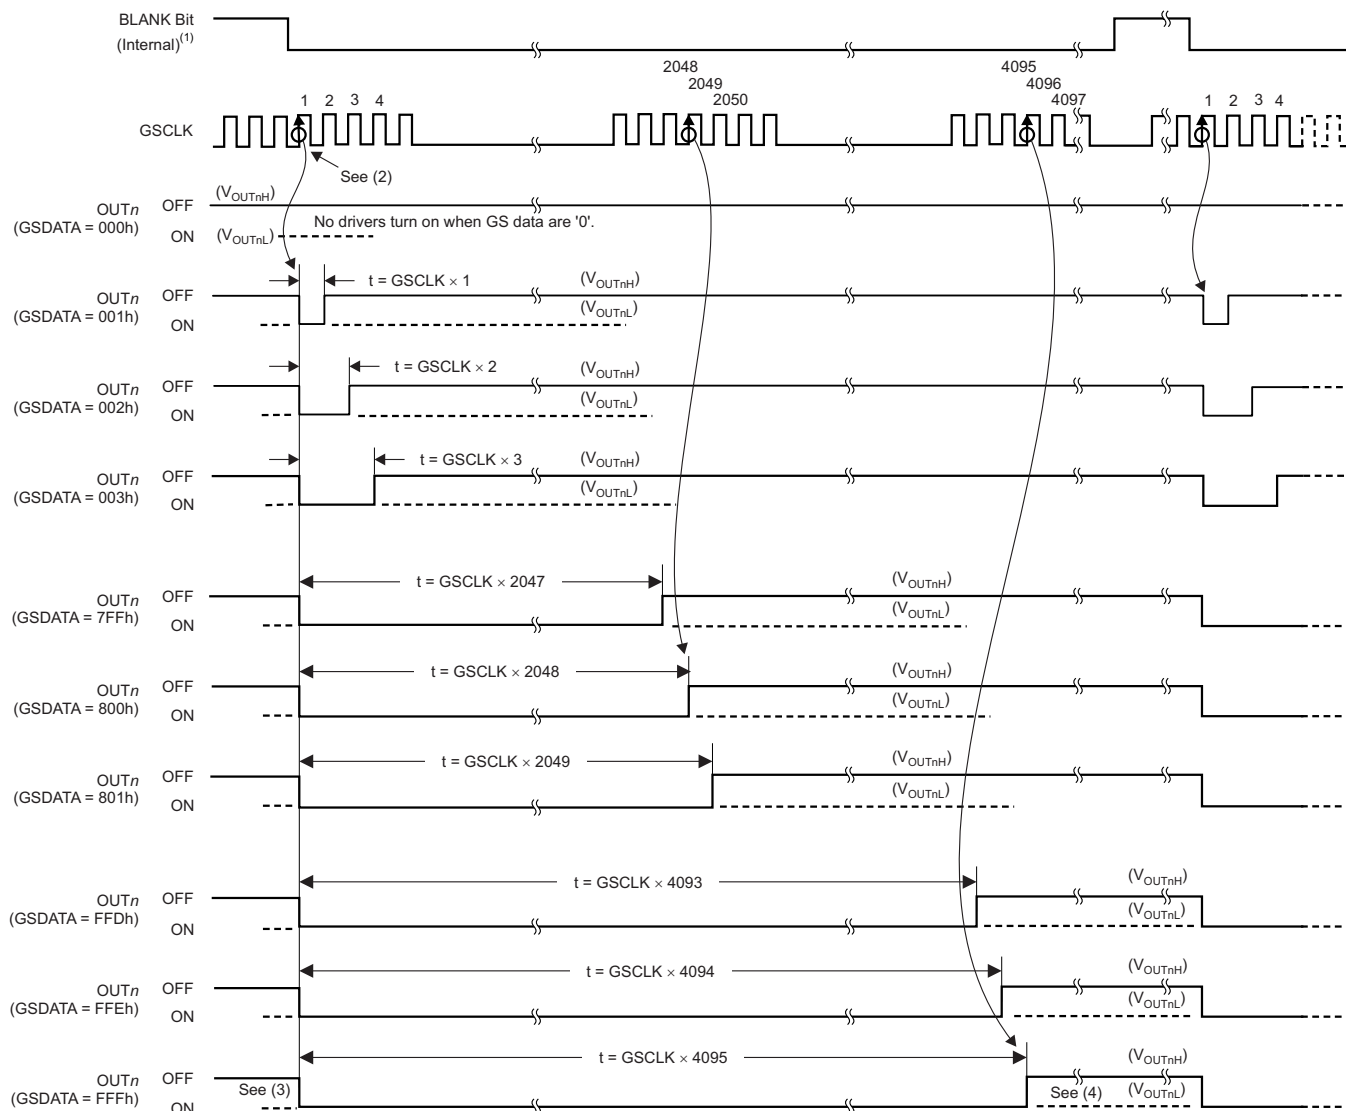 BLANK Bit
(Internal)(1)
2048
2049
2050
4095
4096
4097
1 2 3 4
1 2 3 4
GSCLK
See (2)
OUTn
(GSDATA = 000h)
OFF
(VOUTnH)
ON
(VOUTnL)
No drivers turn on when GS data are '0'.
t = GSCLK × 1
OUTn
(GSDATA = 001h)
OFF
(VOUTnH)
ON
(VOUTnL)
t = GSCLK × 2
OUTn
(GSDATA = 002h)
OFF
(VOUTnH)
ON
(VOUTnL)
t = GSCLK × 3
OUTn
(GSDATA = 003h)
OFF
(VOUTnH)
ON
(VOUTnL)
t = GSCLK × 2047
OUTn
(GSDATA = 7FFh)
OFF
(VOUTnH)
ON
(VOUTnL)
t = GSCLK × 2048
OUTn
(GSDATA = 800h)
OFF
(VOUTnH)
ON
(VOUTnL)
t = GSCLK × 2049
OUTn
(GSDATA = 801h)
OFF
(VOUTnH)
ON
(VOUTnL)
t = GSCLK × 4093
OUTn
(GSDATA = FFDh)
OFF
(VOUTnH)
ON
(VOUTnL)
t = GSCLK × 4094
OUTn
(GSDATA = FFEh)
OFF
(VOUTnH)
ON
(VOUTnL)
t = GSCLK × 4095
OUTn
(GSDATA = FFFh)
OFF
(VOUTnH)
See (3)
See (4)
(VOUTnL)
ON